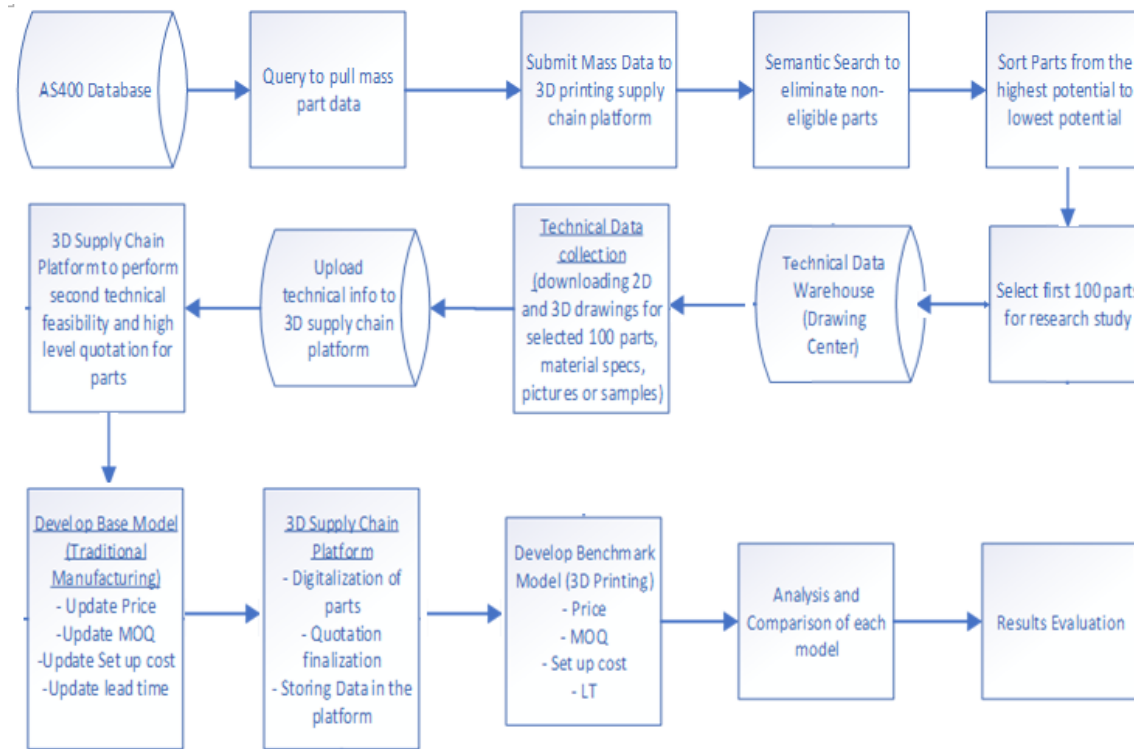 AS400 Database
Query to pull mass
part data
Submit Mass Data to
3D printing supply
chain platform
Semantic Search to
eliminate non-
eligible parts
Sort Parts from the
highest potential to
lowest potential
3D Supply Chain
Platform to perform
second technical
feasibility and high
level quotation for
parts
Upload
technical info to
3D supply chain
platform
Technical Data
collection
(downloading 2D
and 3D drawings for
selected 100 parts,
material specs,
pictures or samples)
Technical Data
Warehouse
(Drawing
Center)
Select first 100 parts
for research study
Develop Base Model
(Traditional
Manufacturing)
- Update Price
-Update MOQ
-Update Set up cost
-Update lead time
3D Supply Chain
Platform
- Digitalization of
parts
- Quotation
finalization
- Storing Data in the
platform
Develop Benchmark
Model (3D Printing)
- Price
- MOQ
- Set up cost
- LT
Analysis and
Comparison of each
model
Results Evaluation